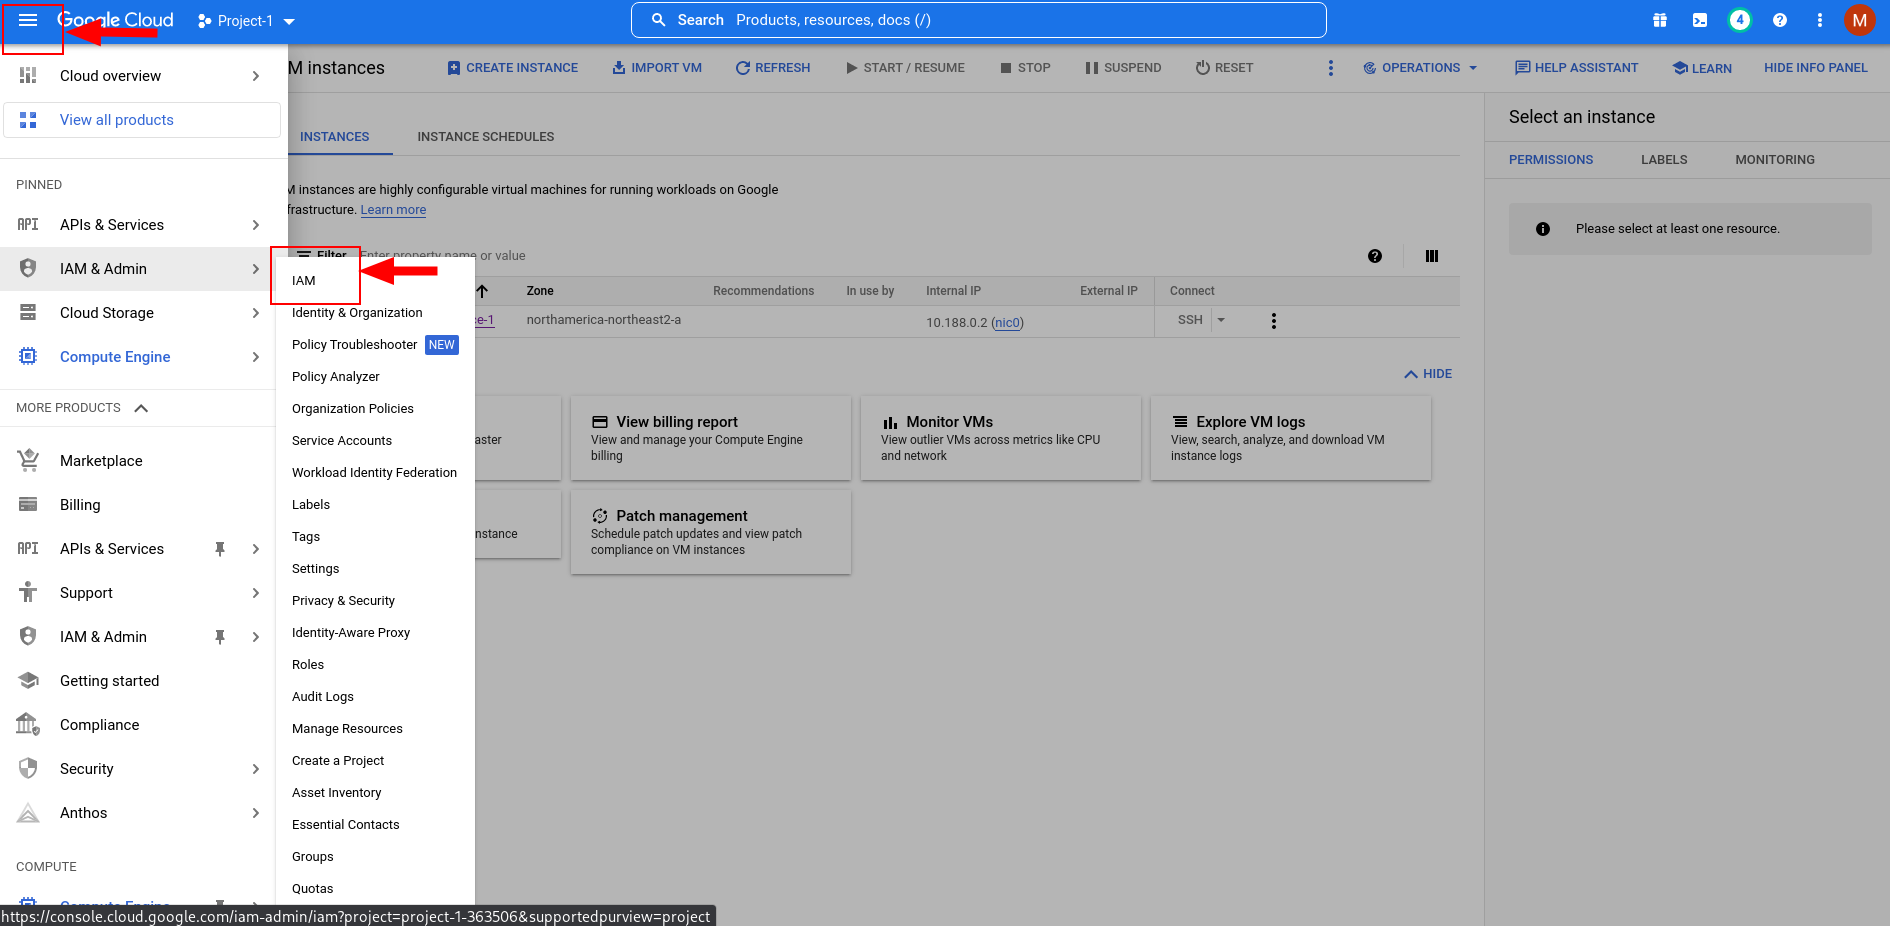 Google Cloud
Project-1
Search Products, resources, docs (/)
4
M
Cloud overview
View all products
PINNED
APIs & Services
IAM & Admin
Cloud Storage
Compute Engine
MORE PRODUCTS
Marketplace
Billing
APIs & Services
Support
IAM & Admin
Getting started
Compliance
Security
Anthos
COMPUTE
Compute Engine
IAM
Identity & Organization
Policy Troubleshooter NEW
Policy Analyzer
Organization Policies
Service Accounts
Workload Identity Federation
Labels
Tags
Settings
Privacy & Security
Identity-Aware Proxy
Roles
Audit Logs
Manage Resources
Create a Project
Asset Inventory
Essential Contacts
Groups
Quotas
M instances
CREATE INSTANCE
IMPORT VM
REFRESH
START / RESUME
STOP
SUSPEND
RESET
OPERATIONS
HELP ASSISTANT
LEARN
HIDE INFO PANEL
INSTANCES
INSTANCE SCHEDULES
M instances are highly configurable virtual machines for running workloads on Google
frastructure. Learn more
Filter Enter property name or value
Zone Recommendations In use by Internal IP External IP Connect
ce-1 northamerica-northeast2-a 10.188.0.2 (nic0) SSH
HIDE
aster
View billing report
View and manage your Compute Engine
billing
Monitor VMs
View outlier VMs across metrics like CPU
and network
Explore VM logs
View, search, analyze, and download VM
instance logs
nstance
Patch management
Schedule patch updates and view patch
compliance on VM instances
Select an instance
PERMISSIONS
LABELS
MONITORING
Please select at least one resource.
https://console.cloud.google.com/iam-admin/iam?project=project-1-363506&supportedpurview=project